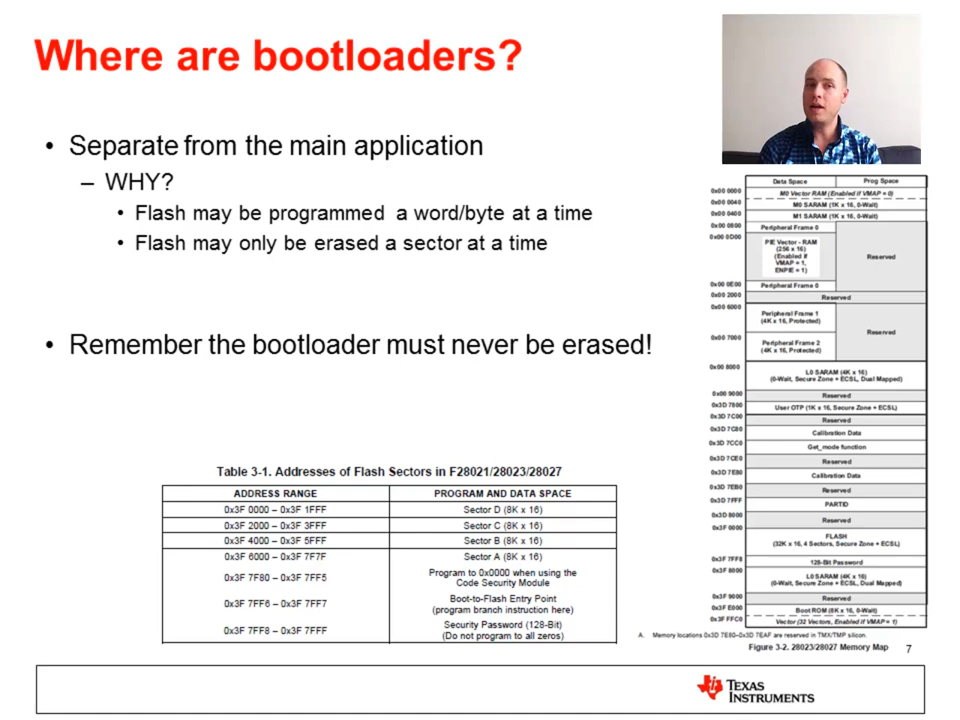 Where are bootloaders?
• Separate from the main application
– WHY?
• Flash may be programmed a word/byte at a time
• Flash may only be erased a sector at a time
• Remember the bootloader must never be erased!
Table 3-1. Addresses of Flash Sectors in F28021/28023/28027
ADDRESS RANGE PROGRAM AND DATA SPACE
0x3F 0000 – 0x3F 1FFF Sector D (8K x 16)
0x3F 2000 – 0x3F 3FFF Sector C (8K x 16)
0x3F 4000 – 0x3F 5FFF Sector B (8K x 16)
0x3F 6000 – 0x3F 7F7F Sector A (8K x 16)
0x3F 7F80 – 0x3F 7FF5 Program to 0x0000 when using the
Code Security Module
0x3F 7FF6 – 0x3F 7FF7 Boot-to-Flash Entry Point
(program branch instruction here)
0x3F 7FF8 – 0x3F 7FFF Security Password (128-Bit)
(Do not program to all zeros)
Data Space Prog Space
0x00 0000 M0 Vector RAM (Enabled if VMAP = 0)
0x00 0040 M0 SARAM (1K x 16, 0-Wait)
0x00 0400 M1 SARAM (1K x 16, 0-Wait)
0x00 0800 Peripheral Frame 0
0x00 0D00 PIE Vector - RAM
(256 x 16)
(Enabled if
VMAP = 1,
ENPIE = 1)
Reserved
0x00 0E00 Peripheral Frame 0
0x00 2000 Reserved
0x00 6000 Peripheral Frame 1
(4K x 16, Protected)
Reserved
0x00 7000 Peripheral Frame 2
(4K x 16, Protected)
0x00 8000 L0 SARAM (4K x 16)
(0-Wait, Secure Zone + ECSL, Dual Mapped)
0x00 9000 Reserved
0x3D 7800 User OTP (1K x 16, Secure Zone + ECSL)
0x3D 7C00 Reserved
0x3D 7C80 Calibration Data
0x3D 7CC0 Get_mode function
0x3D 7CE0 Reserved
0x3D 7E80 Calibration Data
0x3D 7EB0 Reserved
0x3D 7FFF PARTID
0x3D 8000 Reserved
0x3F 0000 FLASH
(32K x 16, 4 Sectors, Secure Zone + ECSL)
0x3F 7FF8 128-Bit Password
0x3F 8000 L0 SARAM (4K x 16)
(0-Wait, Secure Zone + ECSL, Dual Mapped)
0x3F 9000 Reserved
0x3F E000 Boot ROM (8K x 16, 0-Wait)
0x3F FFC0 Vector (32 Vectors, Enabled if VMAP = 1)
A. Memory locations 0x3D 7E80–0x3D 7EAF are reserved in TMX/TMP silicon.
Figure 3-2. 28023/28027 Memory Map
7
TEXAS
INSTRUMENTS